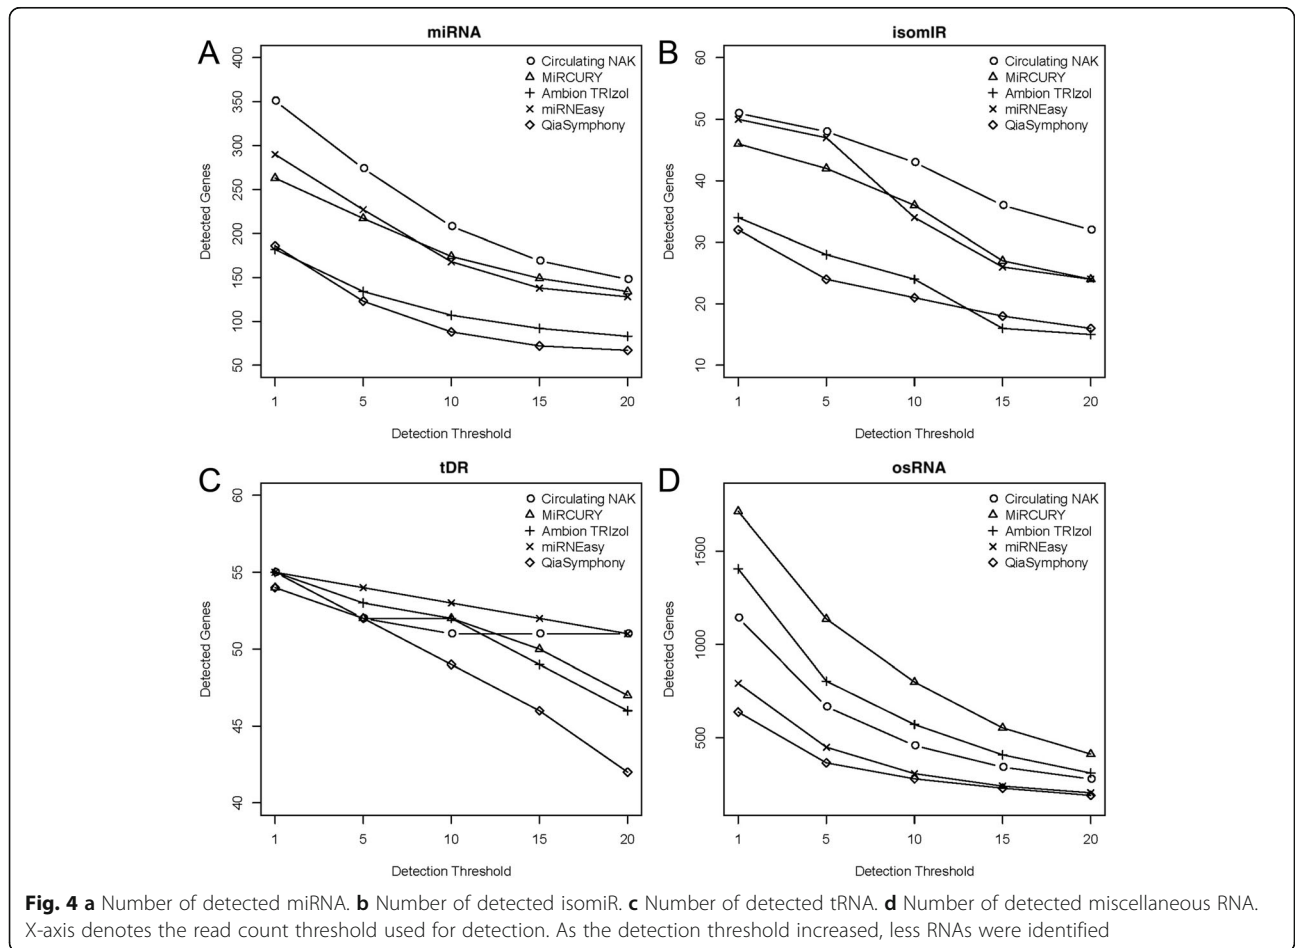 A
miRNA
Detected Genes
400
350
300
250
200
150
100
50
Circulating NAK
MiRCURY
Ambion TRIzol
miRNEasy
QiaSymphony
1 5 10 15 20
Detection Threshold
B
isomIR
Detected Genes
60
50
40
30
20
10
Circulating NAK
MiRCURY
Ambion TRIzol
miRNEasy
QiaSymphony
1 5 10 15 20
Detection Threshold
C
tDR
Detected Genes
60
55
50
45
40
Circulating NAK
MiRCURY
Ambion TRIzol
miRNEasy
QiaSymphony
1 5 10 15 20
Detection Threshold
D
osRNA
Detected Genes
1500
1000
500
Circulating NAK
MiRCURY
Ambion TRIzol
miRNEasy
QiaSymphony
1 5 10 15 20
Detection Threshold
Fig. 4 a Number of detected miRNA. b Number of detected isomiR. c Number of detected tRNA. d Number of detected miscellaneous RNA.
X-axis denotes the read count threshold used for detection. As the detection threshold increased, less RNAs were identified